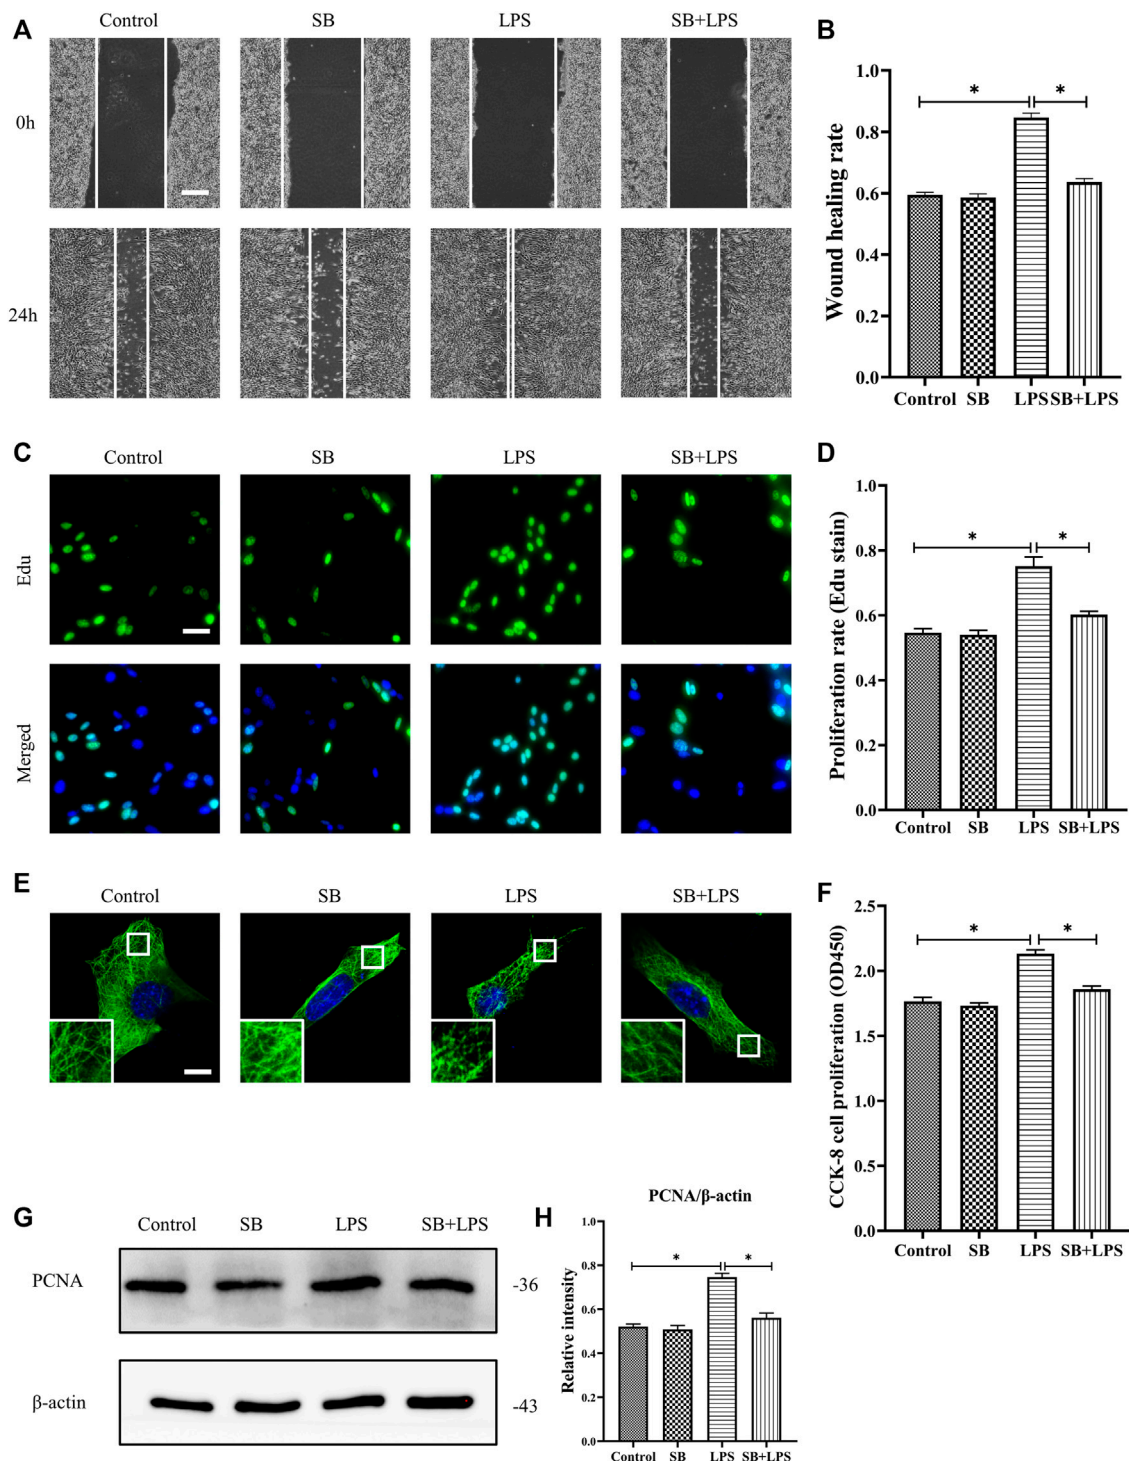 A
Control
SB
LPS
SB+LPS
0h
24h
B
Wound healing rate
1.0
0.8
0.6
0.4
0.2
0.0
*
*
Control
SB
LPS
SB+LPS
C
Control
SB
LPS
SB+LPS
Edu
Merged
D
Proliferation rate (Edu stain)
1.0
0.8
0.6
0.4
0.2
0.0
*
*
Control
SB
LPS
SB+LPS
E
Control
SB
LPS
SB+LPS
F
CCK-8 cell proliferation (OD450)
2.5
2.0
1.5
1.0
0.5
0.0
*
*
Control
SB
LPS
SB+LPS
G
Control
SB
LPS
SB+LPS
PCNA
-36
β-actin
-43
H
PCNA/β-actin
Relative intensity
1.0
0.8
0.6
0.4
0.2
0.0
*
*
Control
SB
LPS
SB+LPS